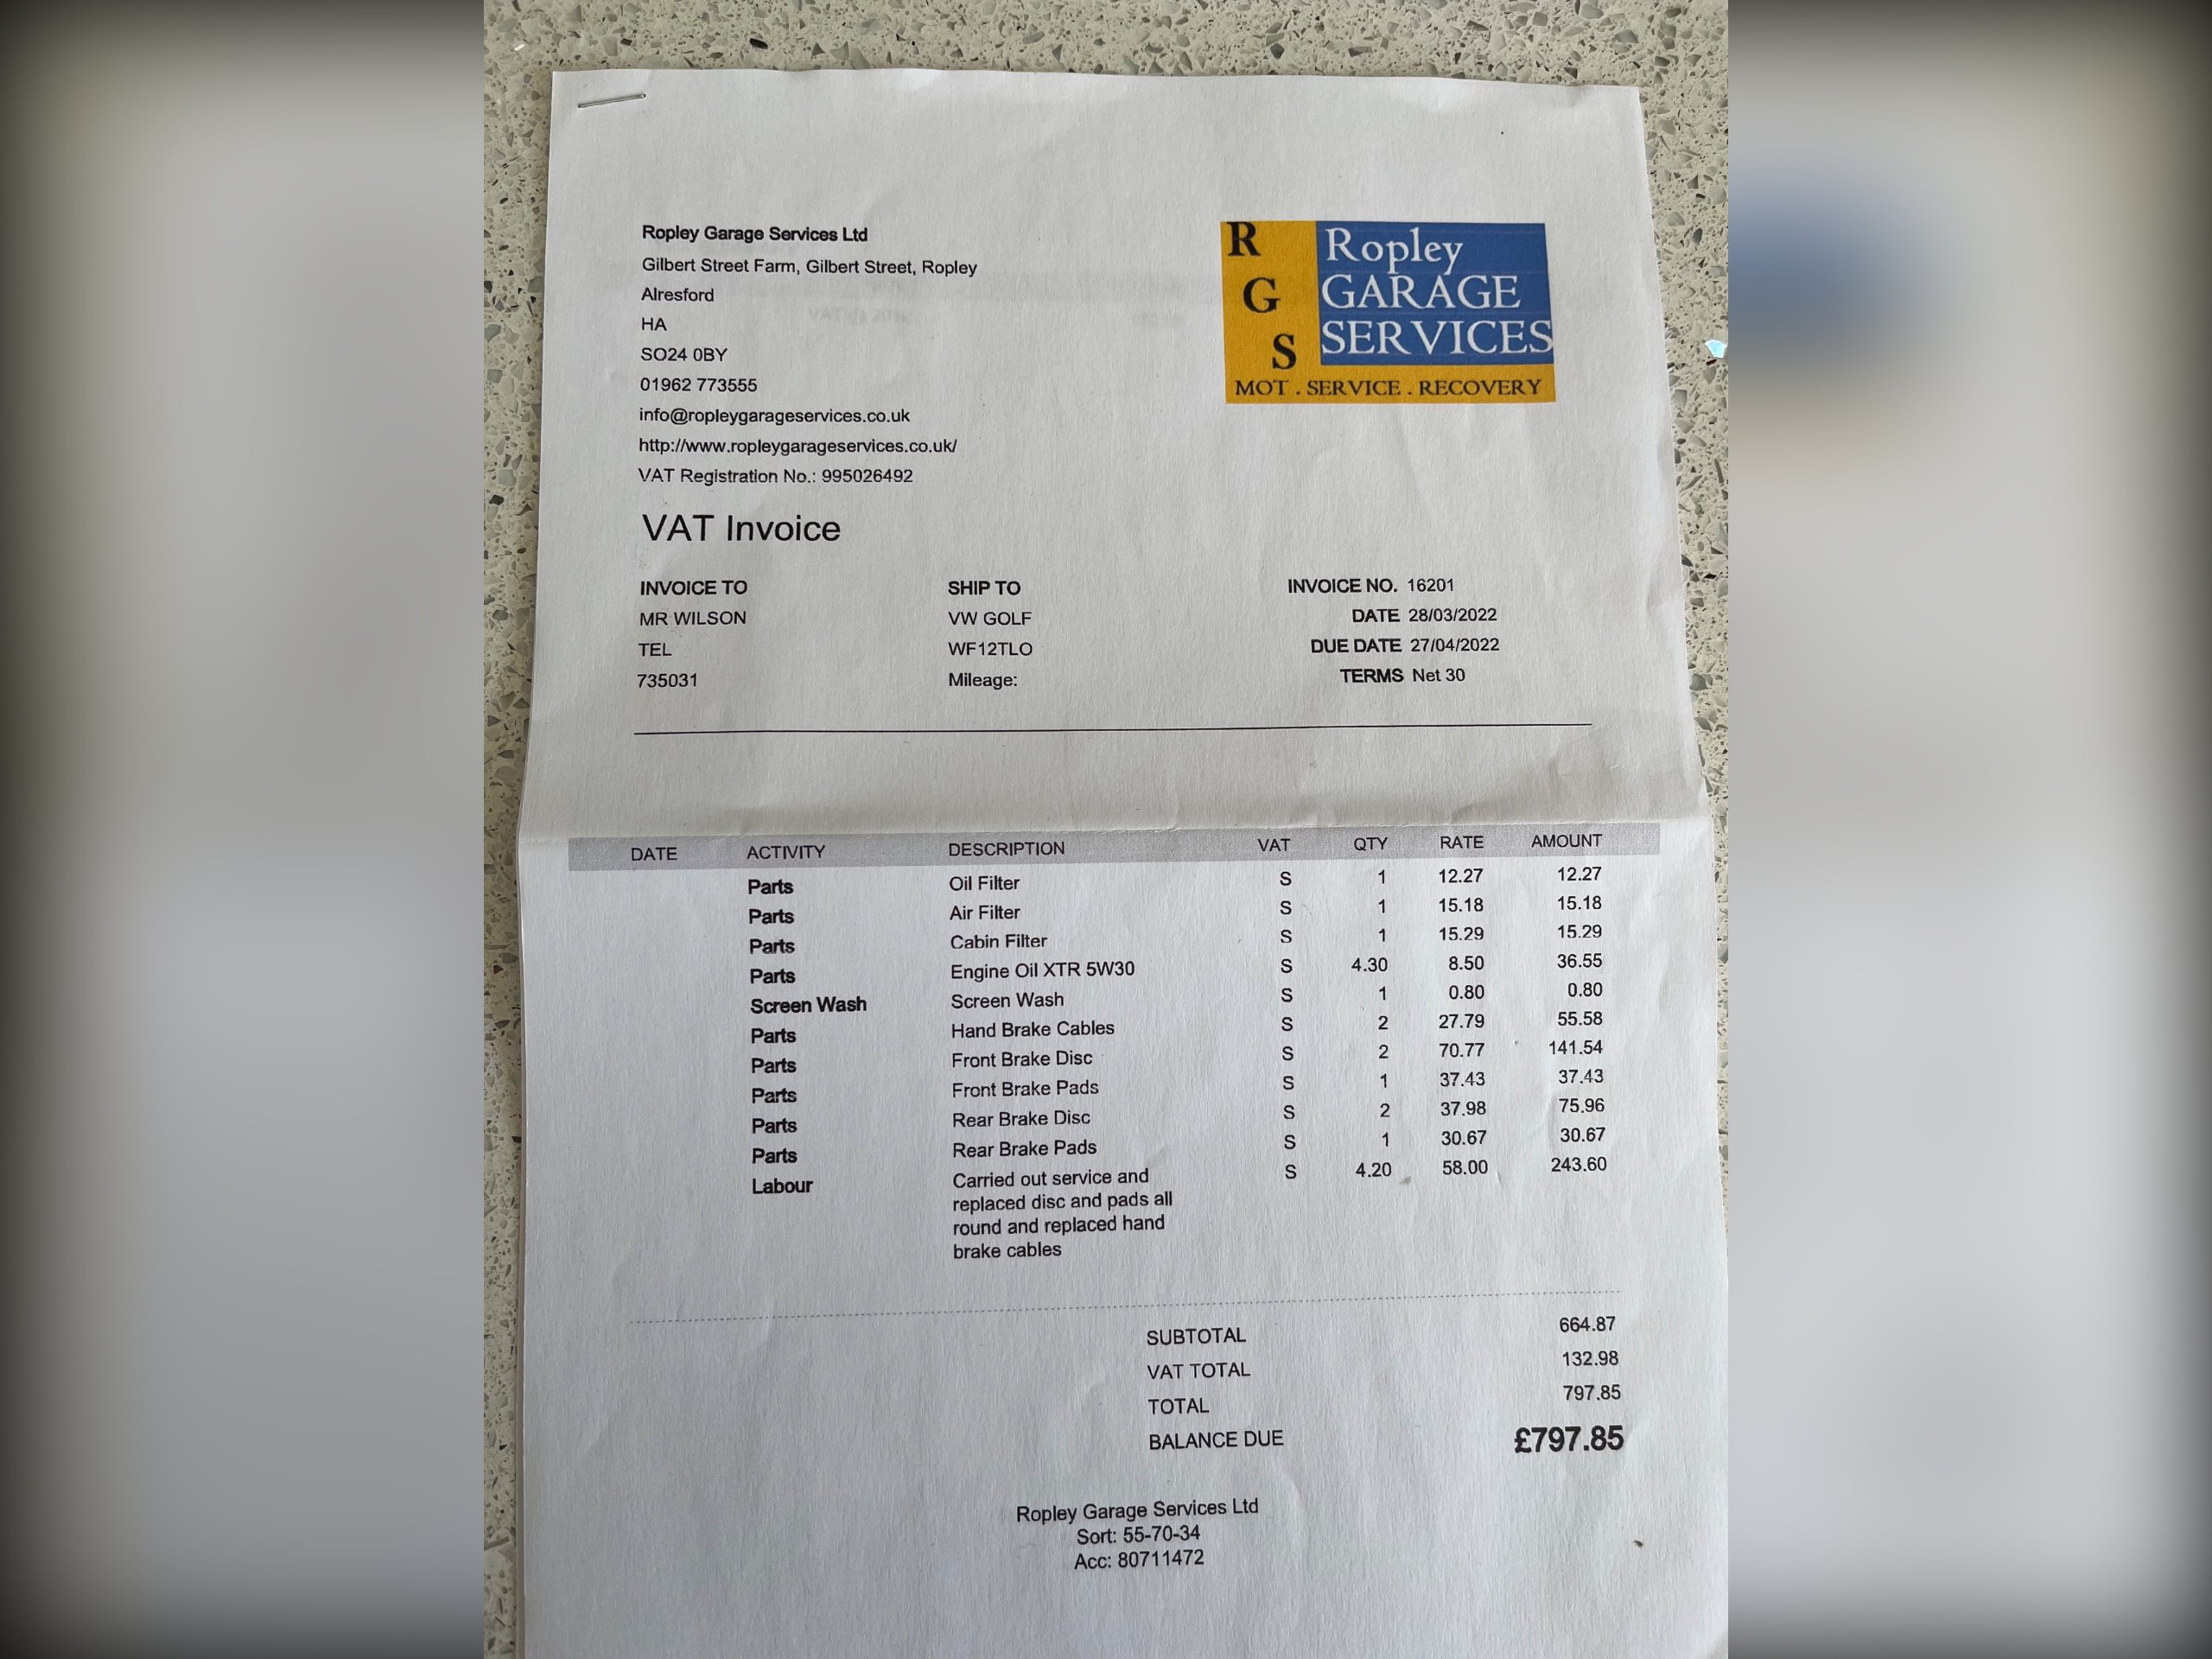 Ropley Garage Services Ltd
Gilbert Street Farm, Gilbert Street, Ropley
Alresford
HA
SO24 0BY
01962 773555
info@ropleygarageservices.co.uk
http://www.ropleygarageservices.co.uk/
VAT Registration No.: 995026492
R G S
Ropley
GARAGE
SERVICES
MOT . SERVICE . RECOVERY
VAT Invoice
INVOICE TO SHIP TO INVOICE NO. 16201
MR WILSON VW GOLF DATE 28/03/2022
TEL WF12TLO DUE DATE 27/04/2022
735031 Mileage: TERMS Net 30
DATE ACTIVITY DESCRIPTION VAT QTY RATE AMOUNT
Parts Oil Filter S 1 12.27 12.27
Parts Air Filter S 1 15.18 15.18
Parts Cabin Filter S 1 15.29 15.29
Parts Engine Oil XTR 5W30 S 4.30 8.50 36.55
Screen Wash Screen Wash S 1 0.80 0.80
Parts Hand Brake Cables S 2 27.79 55.58
Parts Front Brake Disc S 2 70.77 141.54
Parts Front Brake Pads S 1 37.43 37.43
Parts Rear Brake Disc S 2 37.98 75.96
Parts Rear Brake Pads S 1 30.67 30.67
Labour Carried out service and S 4.20 58.00 243.60
replaced disc and pads all
round and replaced hand
brake cables
SUBTOTAL 664.87
VAT TOTAL 132.98
TOTAL 797.85
BALANCE DUE £797.85
Ropley Garage Services Ltd
Sort: 55-70-34
Acc: 80711472